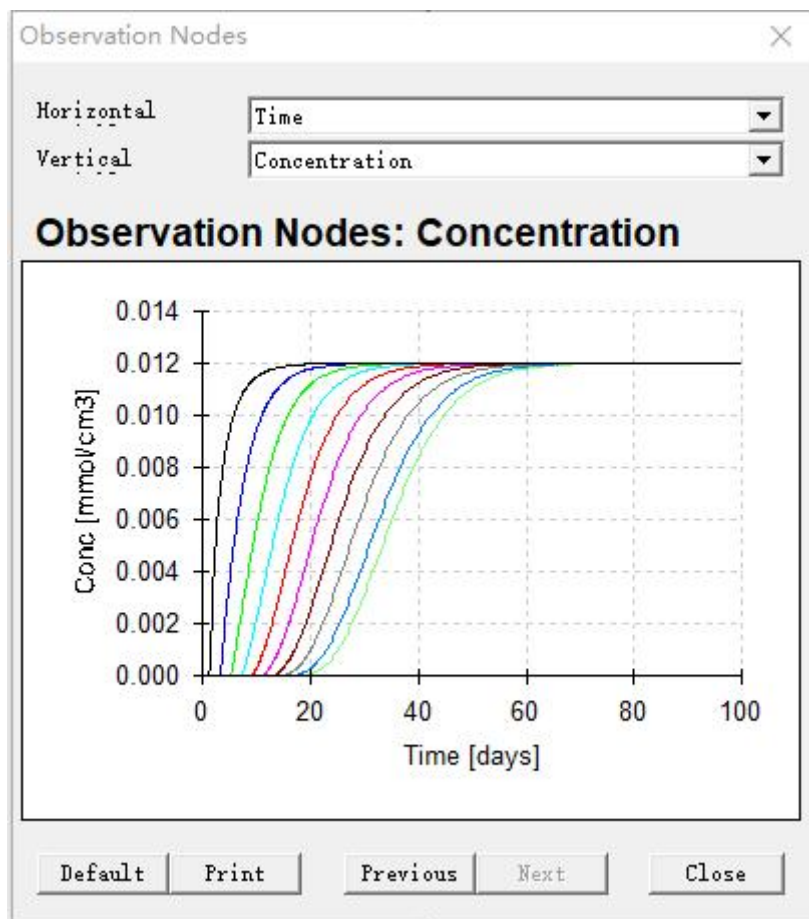 Observation Nodes
Horizontal
Time
Vertical
Concentration
Observation Nodes: Concentration
0.014
0.012
0.010
0.008
0.006
0.004
0.002
0.000
Conc [mmol/cm3]
0 20 40 60 80 100
Time [days]
Default Print Previous Next Close